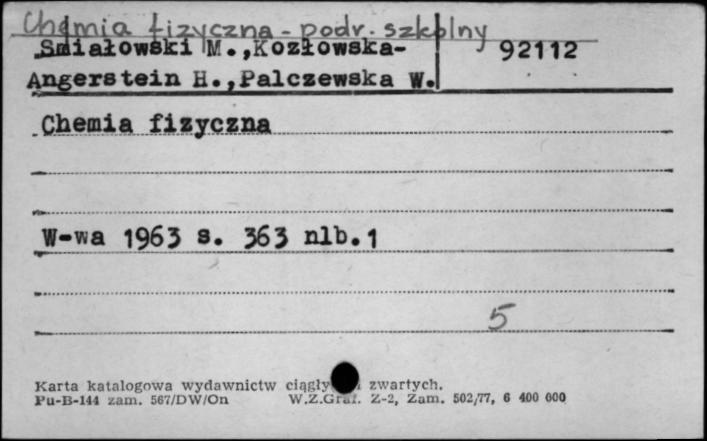 Chemia fizyczna - podr. szkolny
Smiałowski M.,Kozłowska- 92112
Angerstein H.,Palczewska W.
Chemia fizyczna
W-wa 1963 s. 363 nlb.1
5
Karta katalogowa wydawnictw ciągły zwartych.
Pu-B-144 zam. 567/DW/On W.Z.Graf. Z-2, Zam. 502/77, 6 400 000